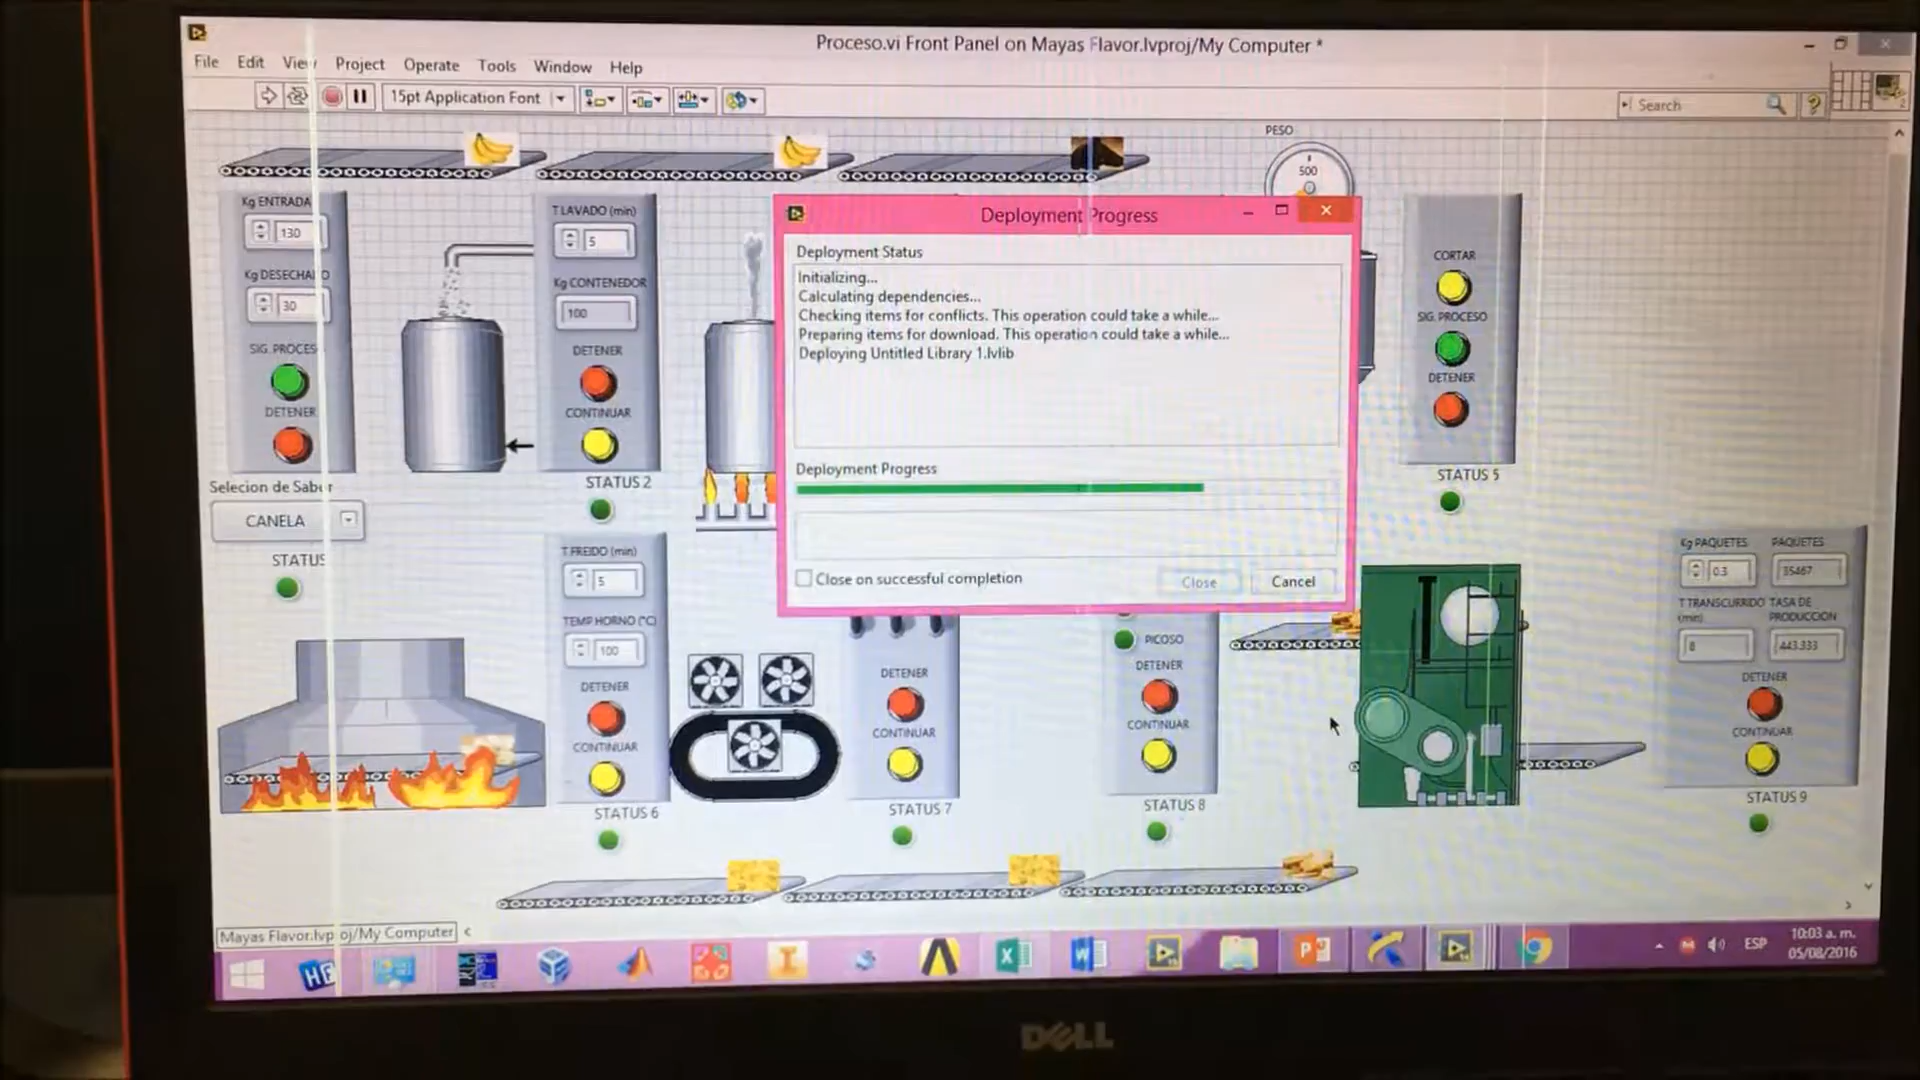 Proceso.vi Front Panel on Mayas Flavor.lvproj/My Computer *
File Edit View Project Operate Tools Window Help
15pt Application Font
Search
PESO
500
Kg ENTRADA
130
Kg DESECHADO
30
SIG. PROCESO
DETENER
Selecion de Sabor
CANELA
STATUS
T.LAVADO (min)
5
Kg CONTENEDOR
100
DETENER
CONTINUAR
STATUS 2
Deployment Progress
Deployment Status
Initializing...
Calculating dependencies...
Checking items for conflicts. This operation could take a while...
Preparing items for download. This operation could take a while...
Deploying Untitled Library 1.lvlib
Deployment Progress
Close on successful completion
Close
Cancel
CORTAR
SIG. PROCESO
DETENER
STATUS 5
T.FREIDO (min)
5
TEMP HORNO (°C)
100
DETENER
CONTINUAR
STATUS 6
DETENER
CONTINUAR
STATUS 7
PICOSO
DETENER
CONTINUAR
STATUS 8
Kg PAQUETES PAQUETES
0.3 35467
T TRANSCURRIDO TASA DE
(min) PRODUCCION
8 443.333
DETENER
CONTINUAR
STATUS 9
Mayas Flavor.lvproj/My Computer
ESP
10:03 a. m.
05/08/2016
DELL